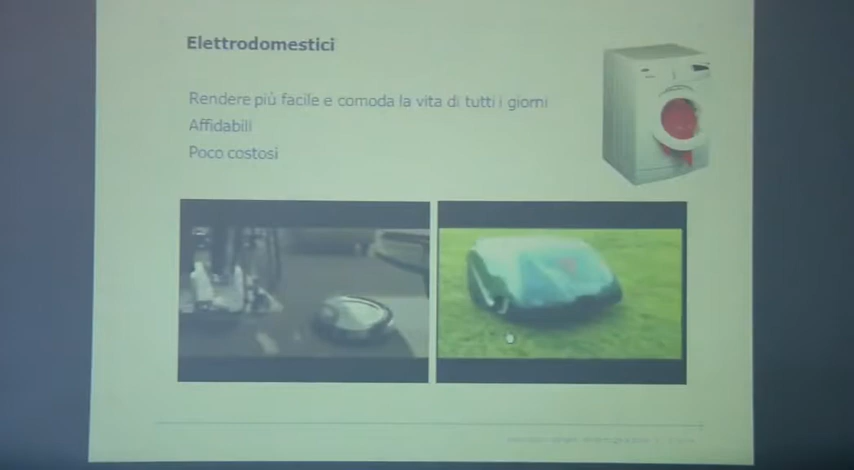 Elettrodomestici
Rendere più facile e comoda la vita di tutti i giorni
Affidabili
Poco costosi